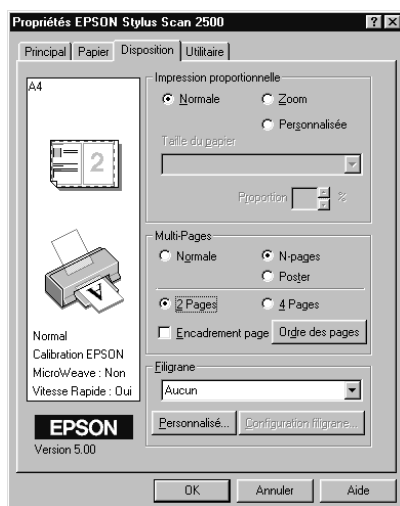 Propriétés EPSON Stylus Scan 2500
Principal Papier Disposition Utilitaire
A4
2
A
Normal
Calibration EPSON
MicroWeave : Non
Vitesse Rapide : Oui
EPSON
Version 5.00
Impression proportionnelle
Normale Zoom
Personnalisée
Taille du papier
Proportion %
Multi-Pages
Normale N-pages
Poster
2 Pages 4 Pages
Encadrement page Ordre des pages
Filigrane
Aucun
Personnalisé... Configuration filigrane...
OK Annuler Aide